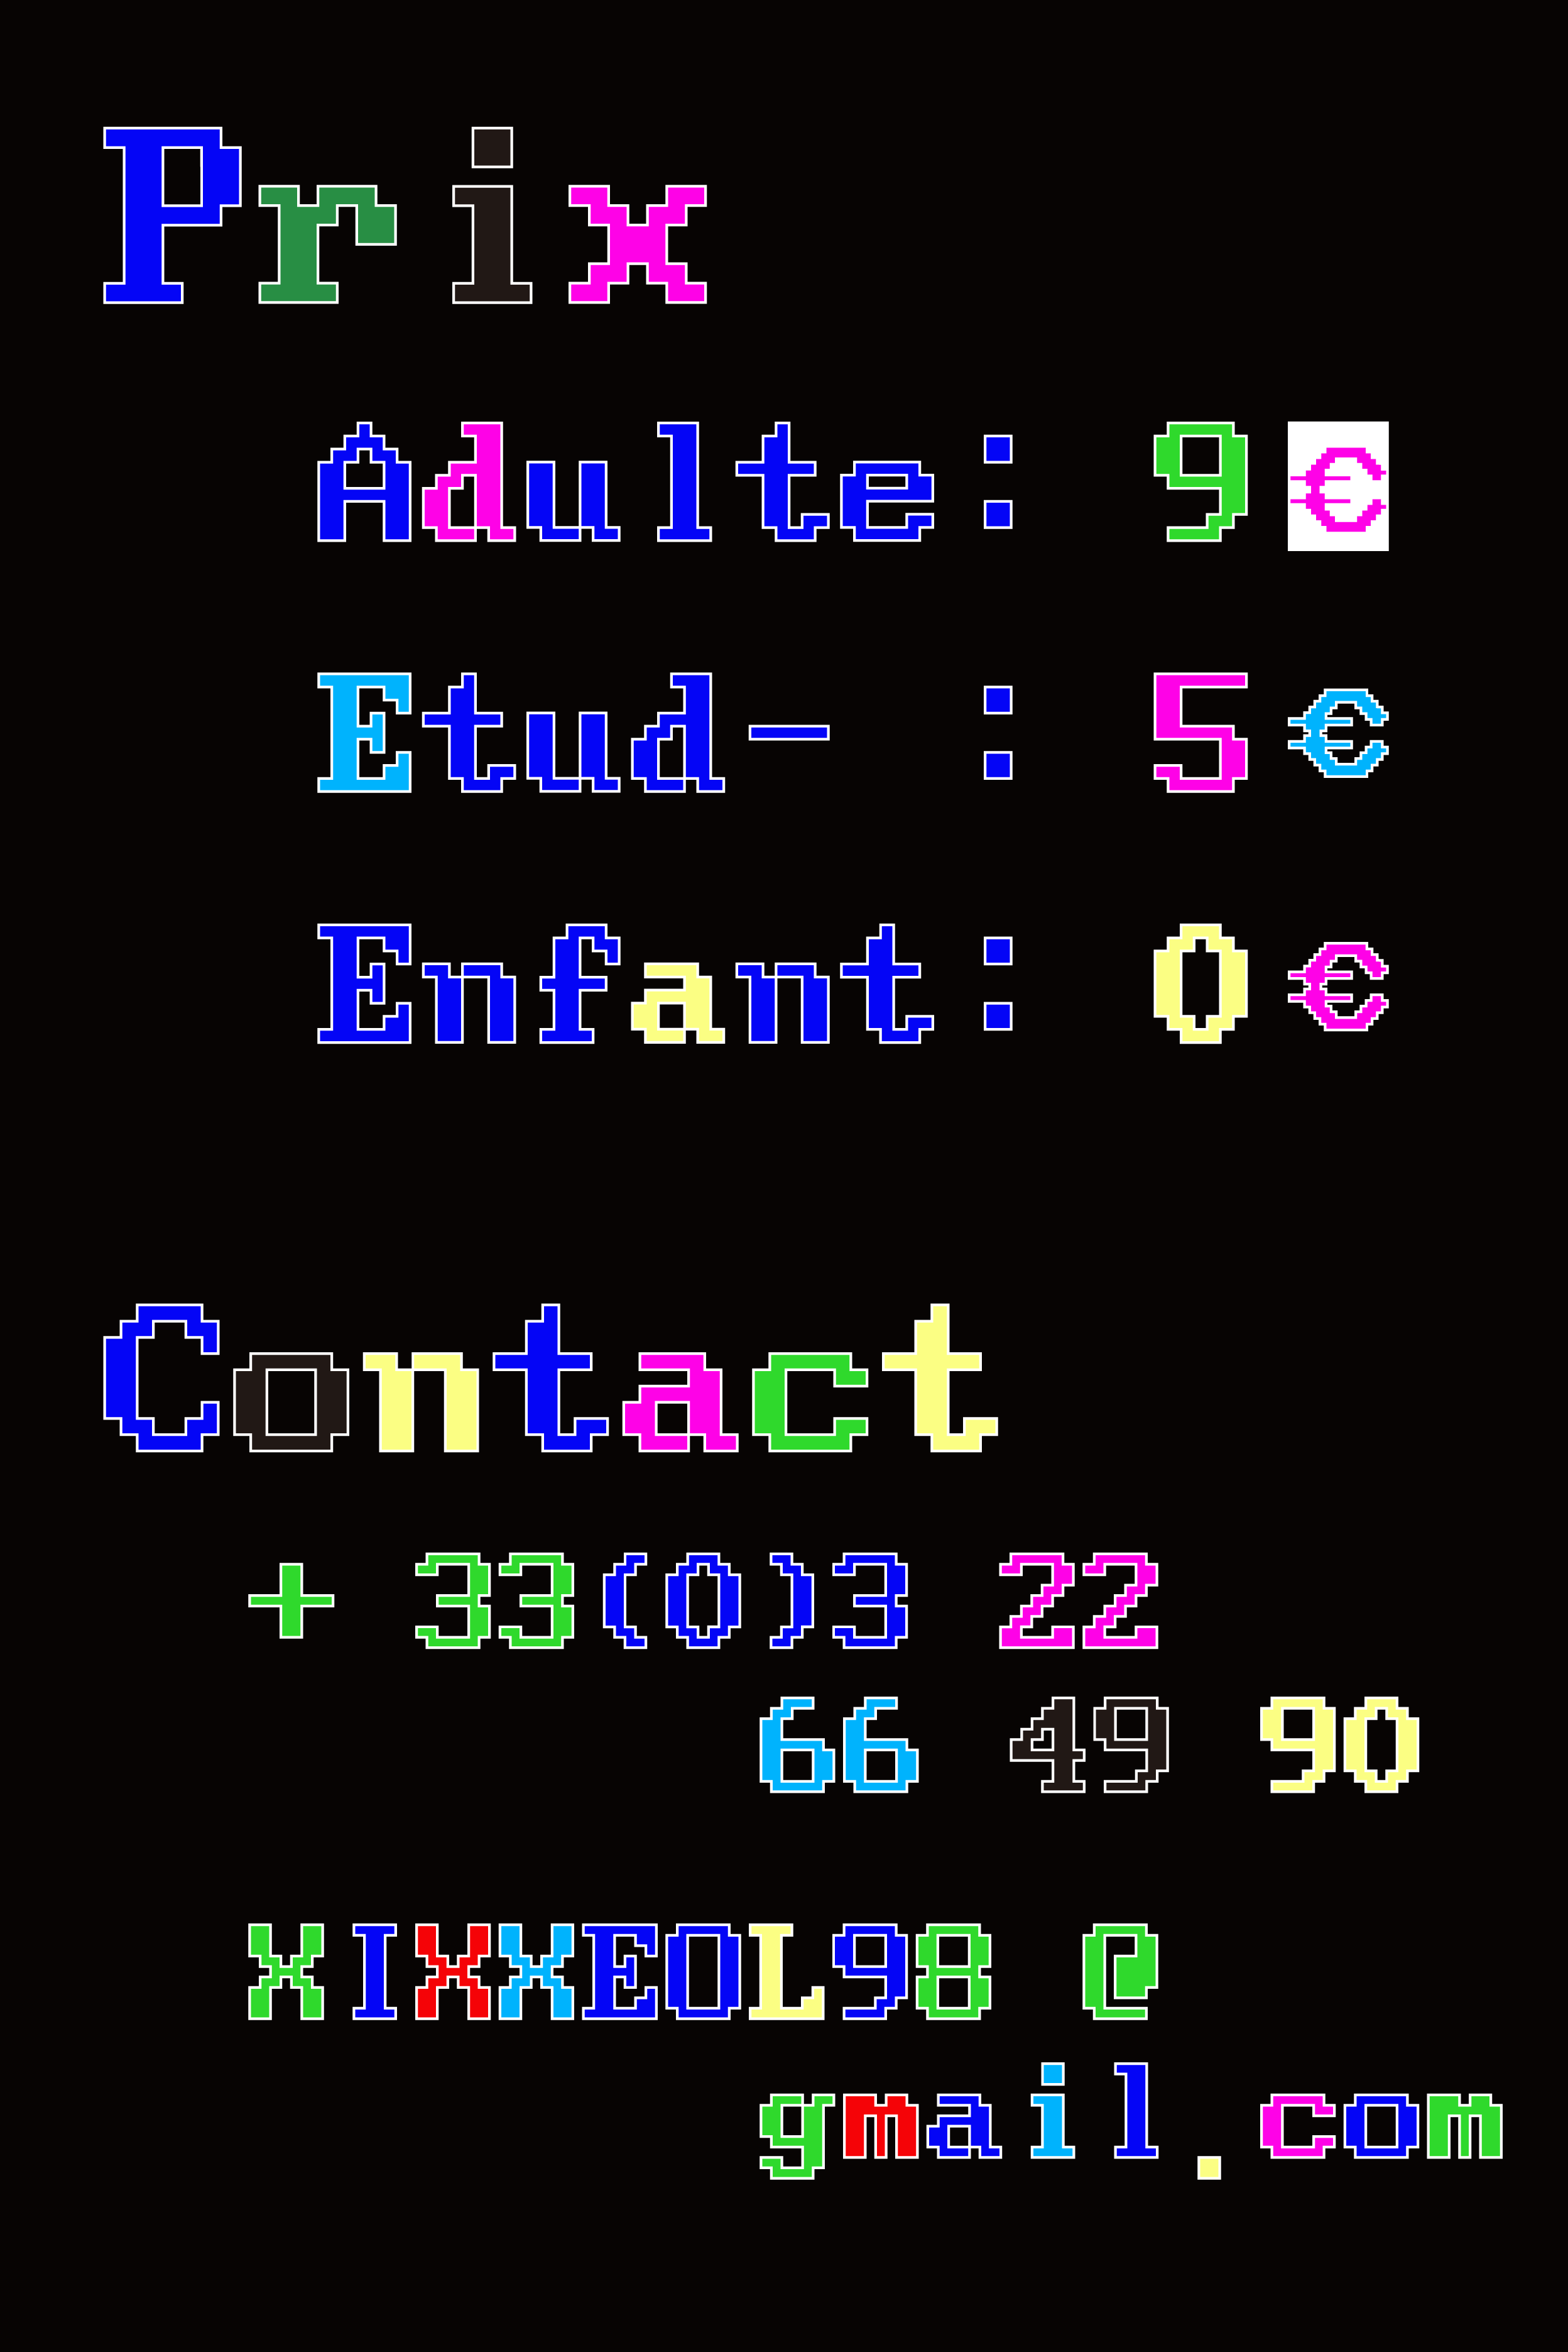 Prix
Adulte: 9€
Etud- : 5€
Enfant: 0€
Contact
+ 33(0)3 22
66 49 90
XIXXEOL98 @
gmail.com